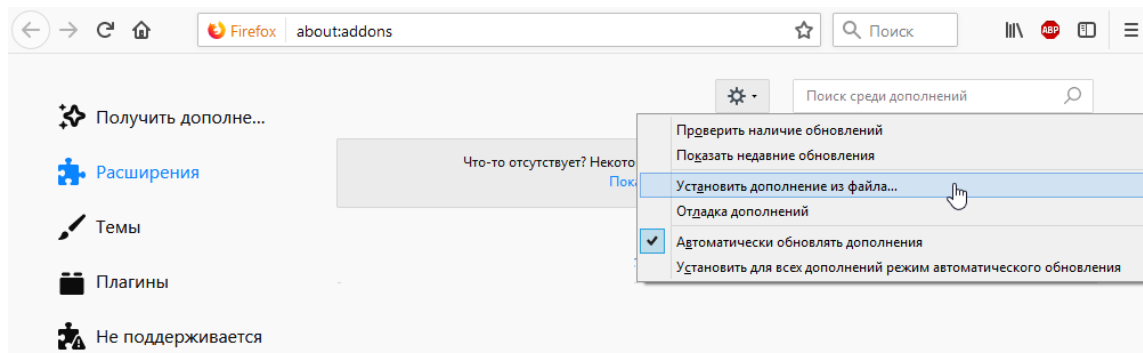 Firefox about:addons
Поиск
ABP
Поиск среди дополнений
Получить дополне...
Расширения
Темы
Плагины
Не поддерживается
Что-то отсутствует? Некото
Пока
Проверить наличие обновлений
Показать недавние обновления
Установить дополнение из файла...
Отладка дополнений
Автоматически обновлять дополнения
Установить для всех дополнений режим автоматического обновления